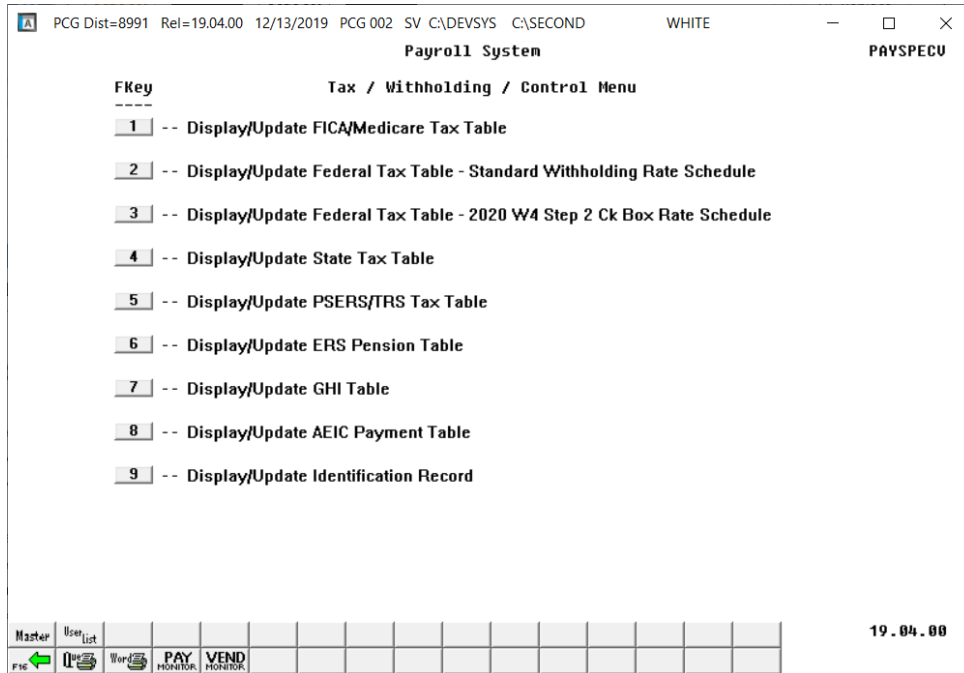 PCG Dist=8991 Rel=19.04.00 12/13/2019 PCG 002 SV C:\DEVSYS C:\SECOND WHITE
Payroll System PAYSPECV
FKey Tax / Withholding / Control Menu
----
1 -- Display/Update FICA/Medicare Tax Table
2 -- Display/Update Federal Tax Table - Standard Withholding Rate Schedule
3 -- Display/Update Federal Tax Table - 2020 W4 Step 2 Ck Box Rate Schedule
4 -- Display/Update State Tax Table
5 -- Display/Update PSERS/TRS Tax Table
6 -- Display/Update ERS Pension Table
7 -- Display/Update GHI Table
8 -- Display/Update AEIC Payment Table
9 -- Display/Update Identification Record
Master User List 19.04.00
F16 Que Word PAY MONITOR VEND MONITOR